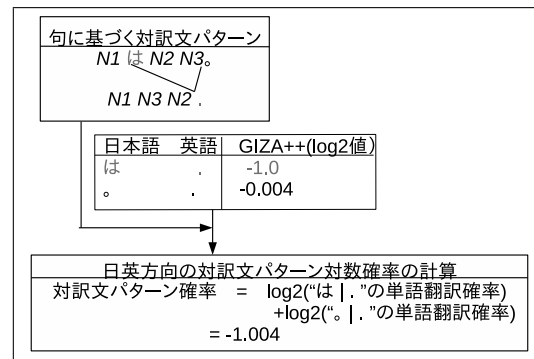 句に基づく対訳文パターン
N1 は N2 N3。
N1 N3 N2 .
日本語 英語 GIZA++(log2値)
は . -1.0
。 . -0.004
日英方向の対訳文パターン対数確率の計算
対訳文パターン確率 = log2(“は | . ”の単語翻訳確率)
+log2(“。| . ”の単語翻訳確率)
= -1.004